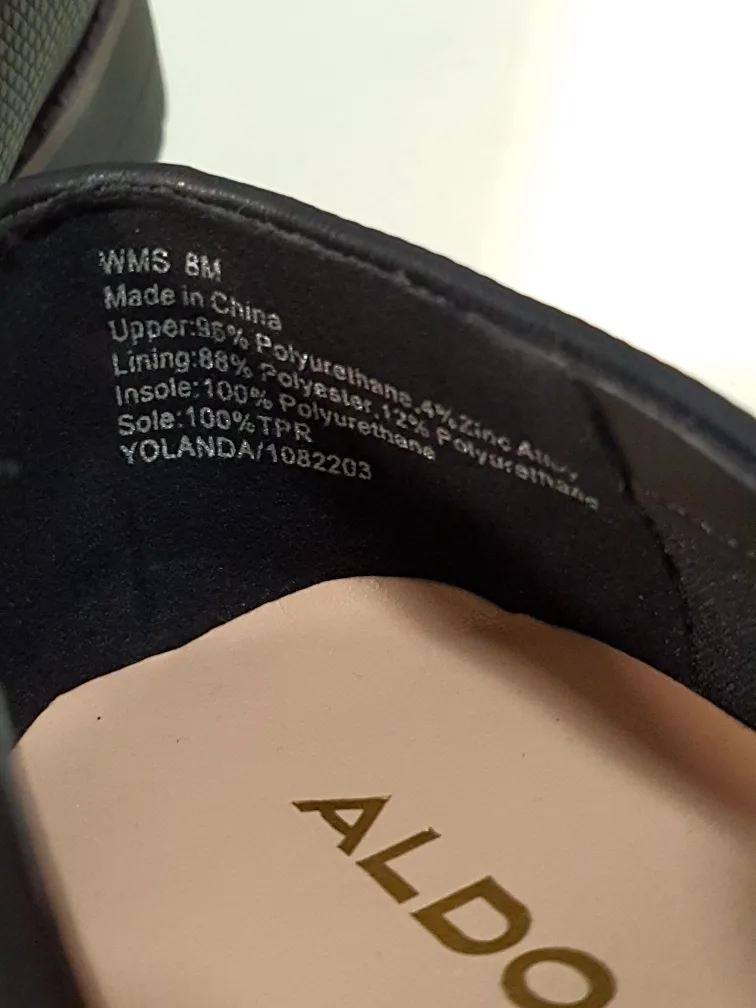 WMS 8M
Made in China
Upper:96% Polyurethane,4%Zinc Alloy
Lining:88% Polyester,12% Polyurethane
Insole:100% Polyurethane
Sole:100%TPR
YOLANDA/1082203
ALDO